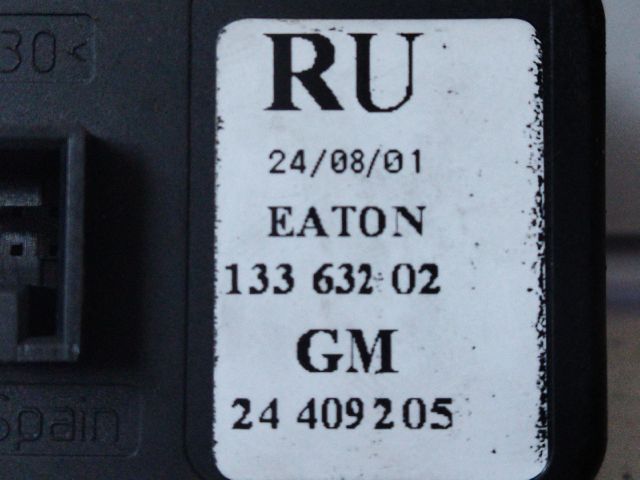 30<
RU
24/08/01
EATON
133 632 02
GM
24 409205
Spain